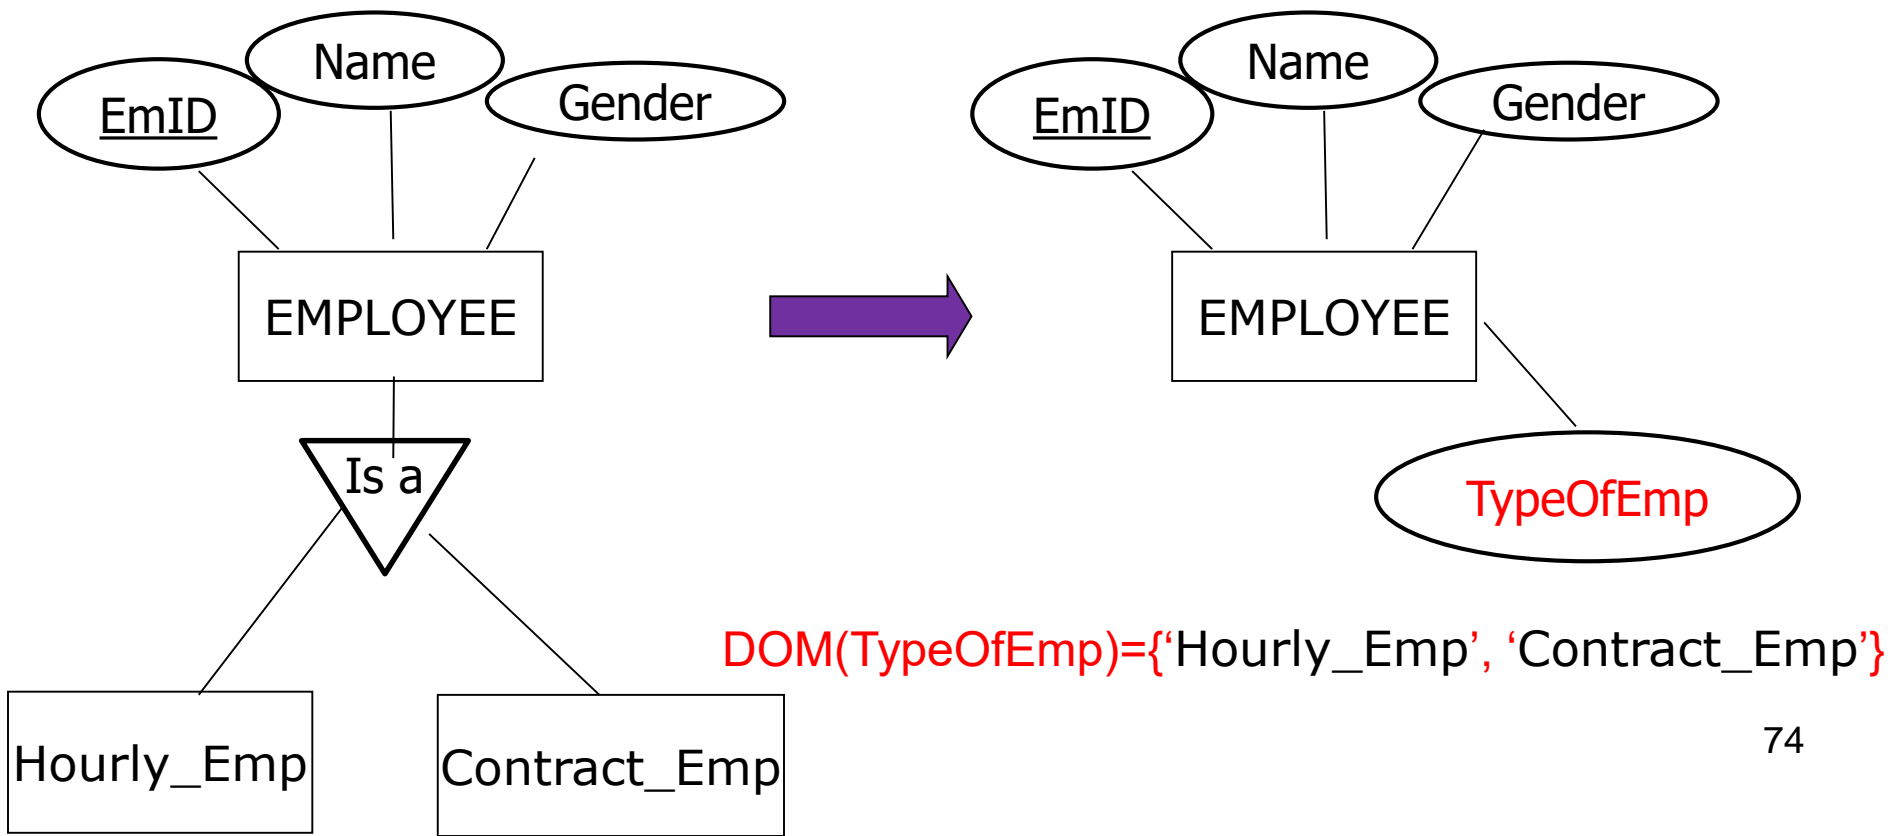 Name
EmID
Gender
EMPLOYEE
Is a
Hourly_Emp
Contract_Emp
Name
EmID
Gender
EMPLOYEE
TypeOfEmp
DOM(TypeOfEmp)={‘Hourly_Emp’, ‘Contract_Emp’}
74